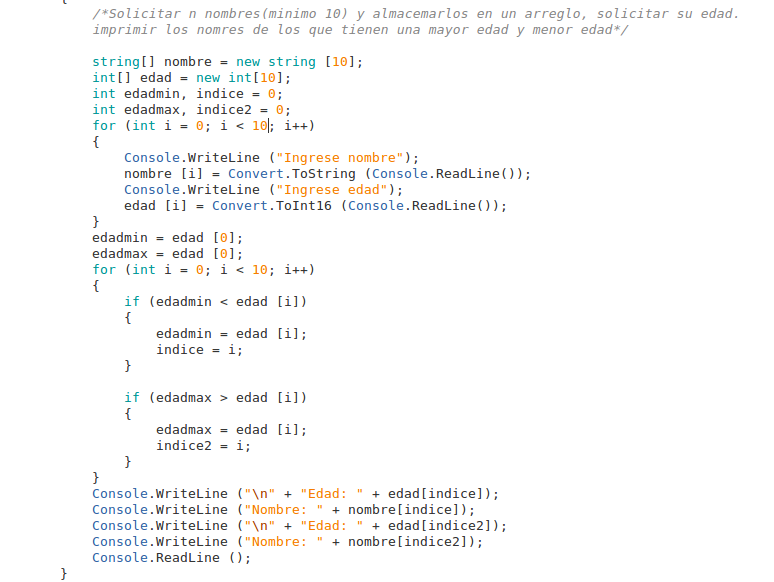 {
/*Solicitar n nombres(minimo 10) y almacemarlos en un arreglo, solicitar su edad.
imprimir los nomres de los que tienen una mayor edad y menor edad*/
string[] nombre = new string [10];
int[] edad = new int[10];
int edadmin, indice = 0;
int edadmax, indice2 = 0;
for (int i = 0; i < 10; i++)
{
Console.WriteLine ("Ingrese nombre");
nombre [i] = Convert.ToString (Console.ReadLine());
Console.WriteLine ("Ingrese edad");
edad [i] = Convert.ToInt16 (Console.ReadLine());
}
edadmin = edad [0];
edadmax = edad [0];
for (int i = 0; i < 10; i++)
{
if (edadmin < edad [i])
{
edadmin = edad [i];
indice = i;
}
if (edadmax > edad [i])
{
edadmax = edad [i];
indice2 = i;
}
}
Console.WriteLine ("\n" + "Edad: " + edad[indice]);
Console.WriteLine ("Nombre: " + nombre[indice]);
Console.WriteLine ("\n" + "Edad: " + edad[indice2]);
Console.WriteLine ("Nombre: " + nombre[indice2]);
Console.ReadLine ();
}